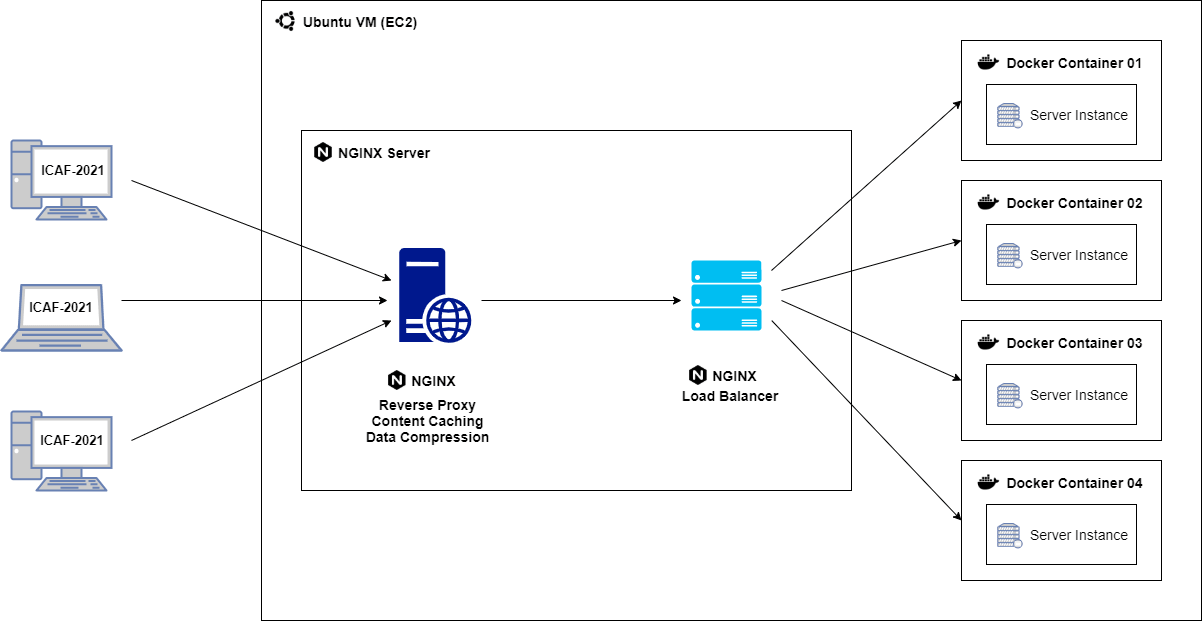 Ubuntu VM (EC2)
Docker Container 01
Server Instance
NGINX Server
ICAF-2021
Docker Container 02
Server Instance
ICAF-2021
Docker Container 03
Server Instance
NGINX
Reverse Proxy
Content Caching
Data Compression
NGINX
Load Balancer
ICAF-2021
Docker Container 04
Server Instance